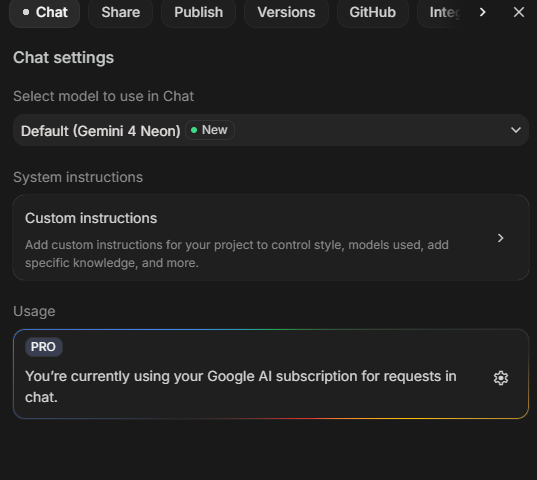 Chat
Share
Publish
Versions
GitHub
Chat settings
Select model to use in Chat
Default (Gemini 4 Neon)
New
System instructions
Custom instructions
Add custom instructions for your project to control style, models used, add
specific knowledge, and more.
Usage
PRO
You’re currently using your Google AI subscription for requests in
chat.